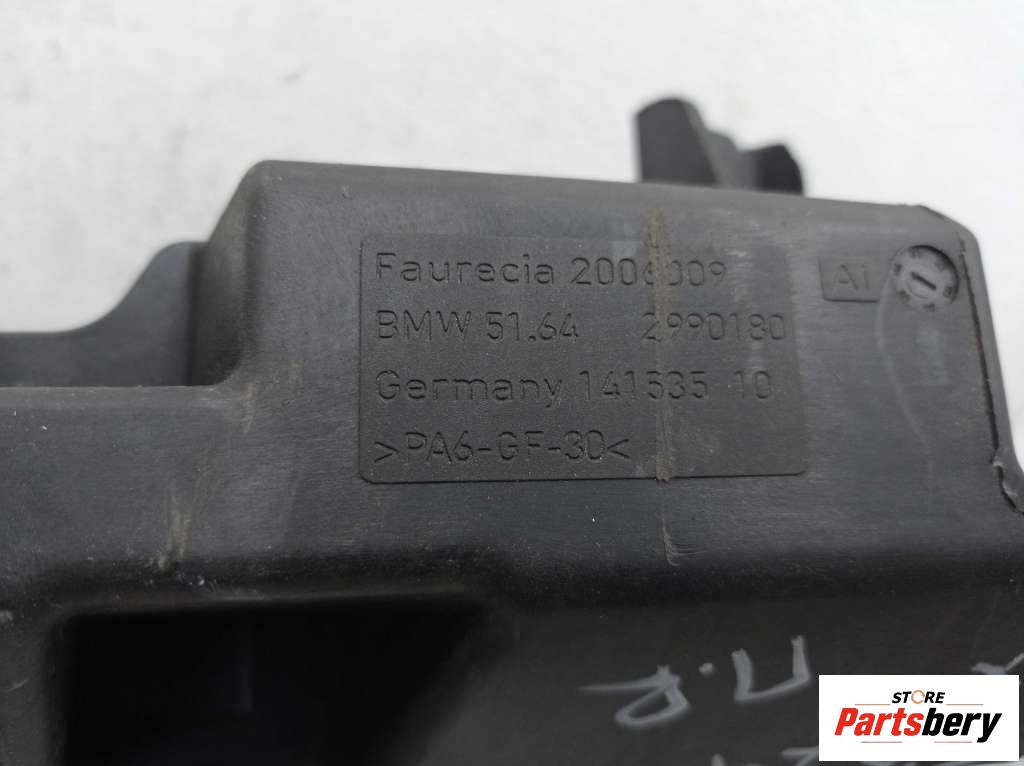 Faurecia 2006009
BMW 51.64 2990180
Germany 141535 10
>PA6-GF-30<
A1
STORE
Partsbery